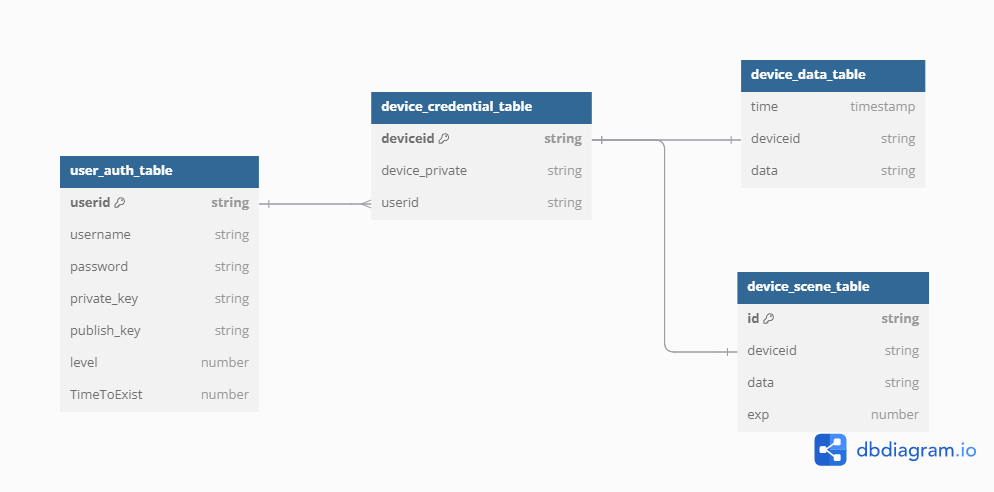 user_auth_table
userid string
username string
password string
private_key string
publish_key string
level number
TimeToExist number
device_credential_table
deviceid string
device_private string
userid string
device_data_table
time timestamp
deviceid string
data string
device_scene_table
id string
deviceid string
data string
exp number
dbdiagram.io